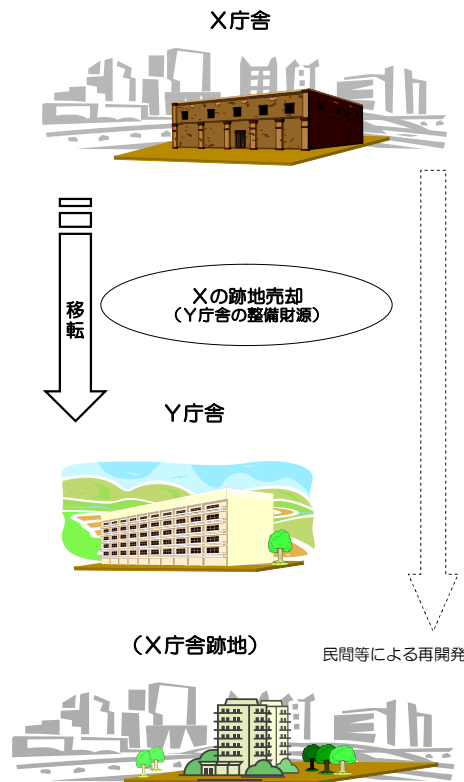 X庁舎
Xの跡地売却
（Y庁舎の整備財源）
移転
Y庁舎
（X庁舎跡地）
民間等による再開発